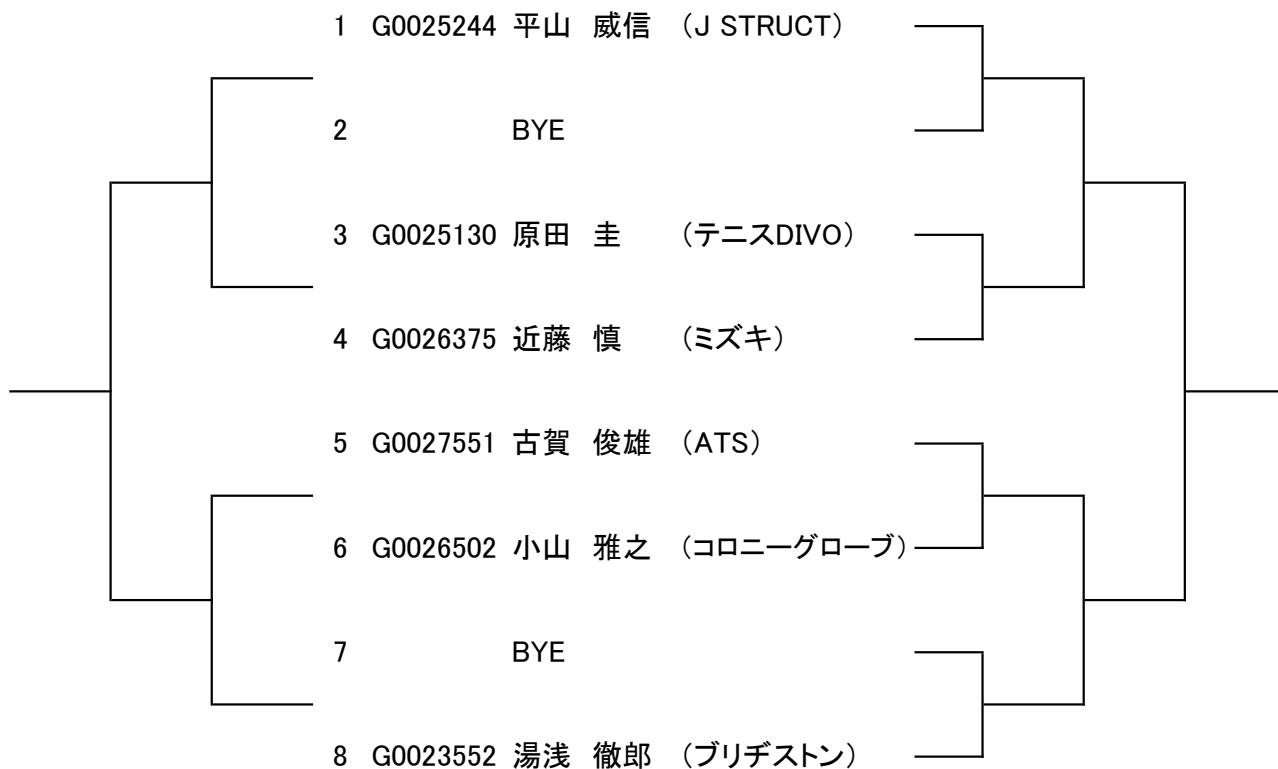 1 G0025244 平山 威信 （J STRUCT）
2 BYE
3 G0025130 原田 圭 （テニスDIVO）
4 G0026375 近藤 慎 （ミズキ）
5 G0027551 古賀 俊雄 （ATS）
6 G0026502 小山 雅之 （コロニーグローブ）
7 BYE
8 G0023552 湯浅 徹郎 （ブリヂストン）